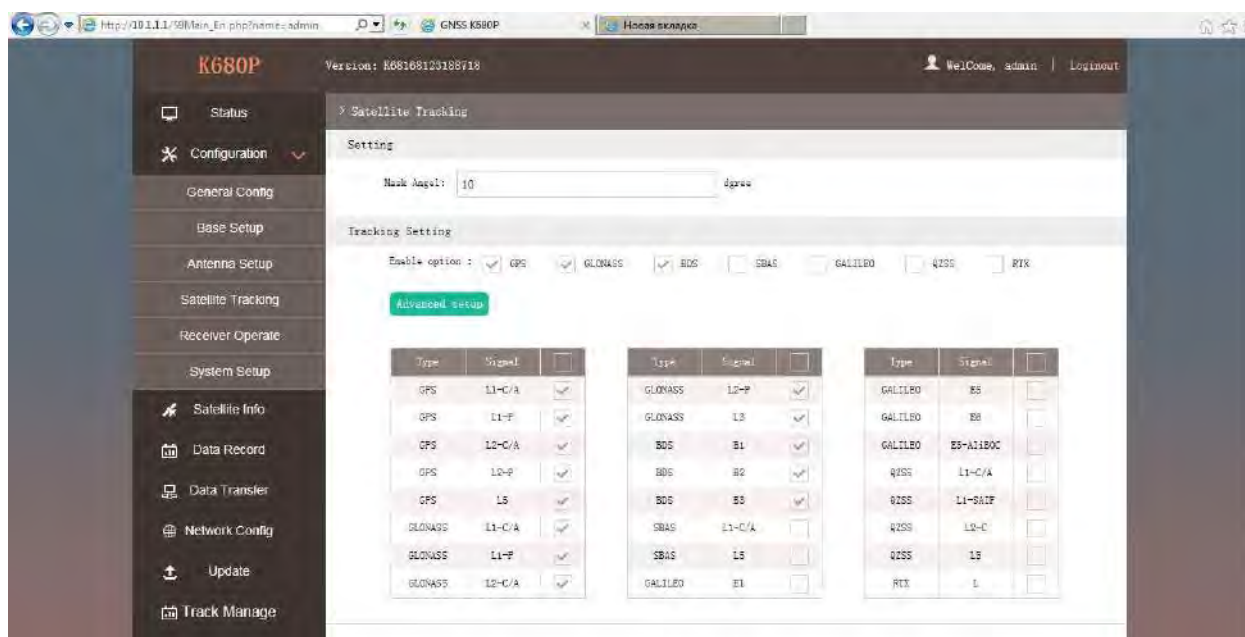 http://10.1.1.1/S9Main_En.php?name=admin GNSS K680P Новая вкладка
K680P Version: K68168123188718 WelCome, admin | Loginout
Status
Configuration
General Config
Base Setup
Antenna Setup
Satellite Tracking
Receiver Operate
System Setup
Satellite Info
Data Record
Data Transfer
Network Config
Update
Track Manage
> Satellite Tracking
Setting
Mask Angel: 10 dgree
Tracking Setting
Enable option : GPS GLONASS BDS SBAS GALILEO QZSS RTX
Advanced setup
Type Signal
GPS L1-C/A
GPS L1-P
GPS L2-C/A
GPS L2-P
GPS L5
GLONASS L1-C/A
GLONASS L1-P
GLONASS L2-C/A
Type Signal
GLONASS L2-P
GLONASS L3
BDS B1
BDS B2
BDS B3
SBAS L1-C/A
SBAS L5
GALILEO E1
Type Signal
GALILEO E5
GALILEO E6
GALILEO E5-AltBOC
QZSS L1-C/A
QZSS L1-SAIF
QZSS L2-C
QZSS L5
RTX L